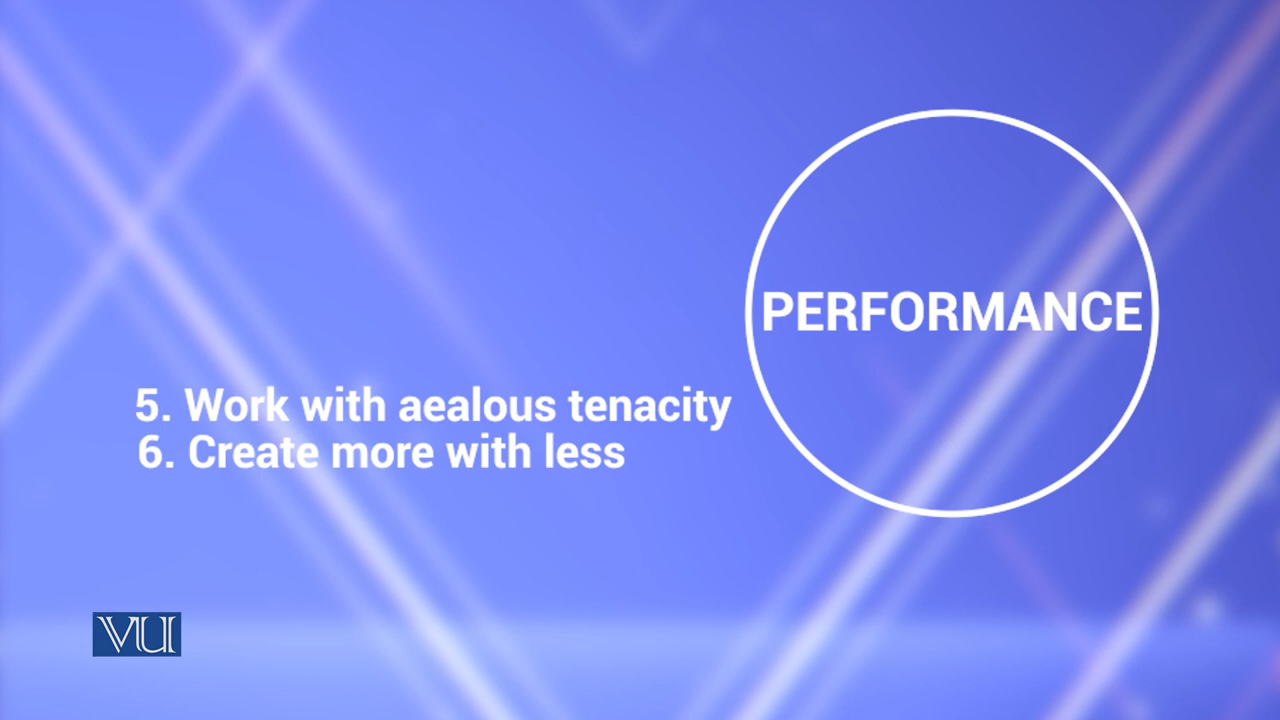 PERFORMANCE
5. Work with aealous tenacity
6. Create more with less
VU